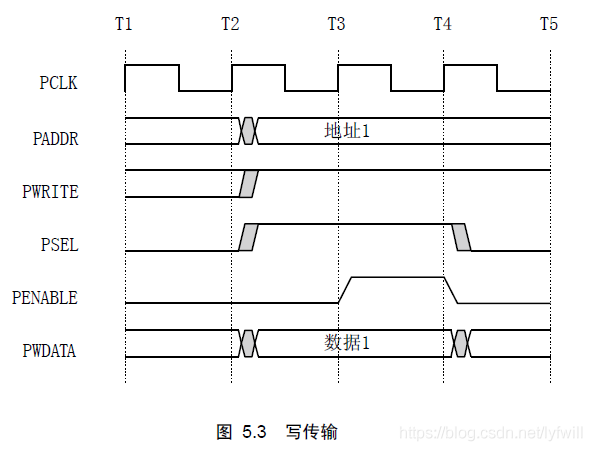 T1 T2 T3 T4 T5
PCLK
PADDR 地址1
PWRITE
PSEL
PENABLE
PWDATA 数据1
图 5.3 写传输
https://blog.csdn.net/lyfwill